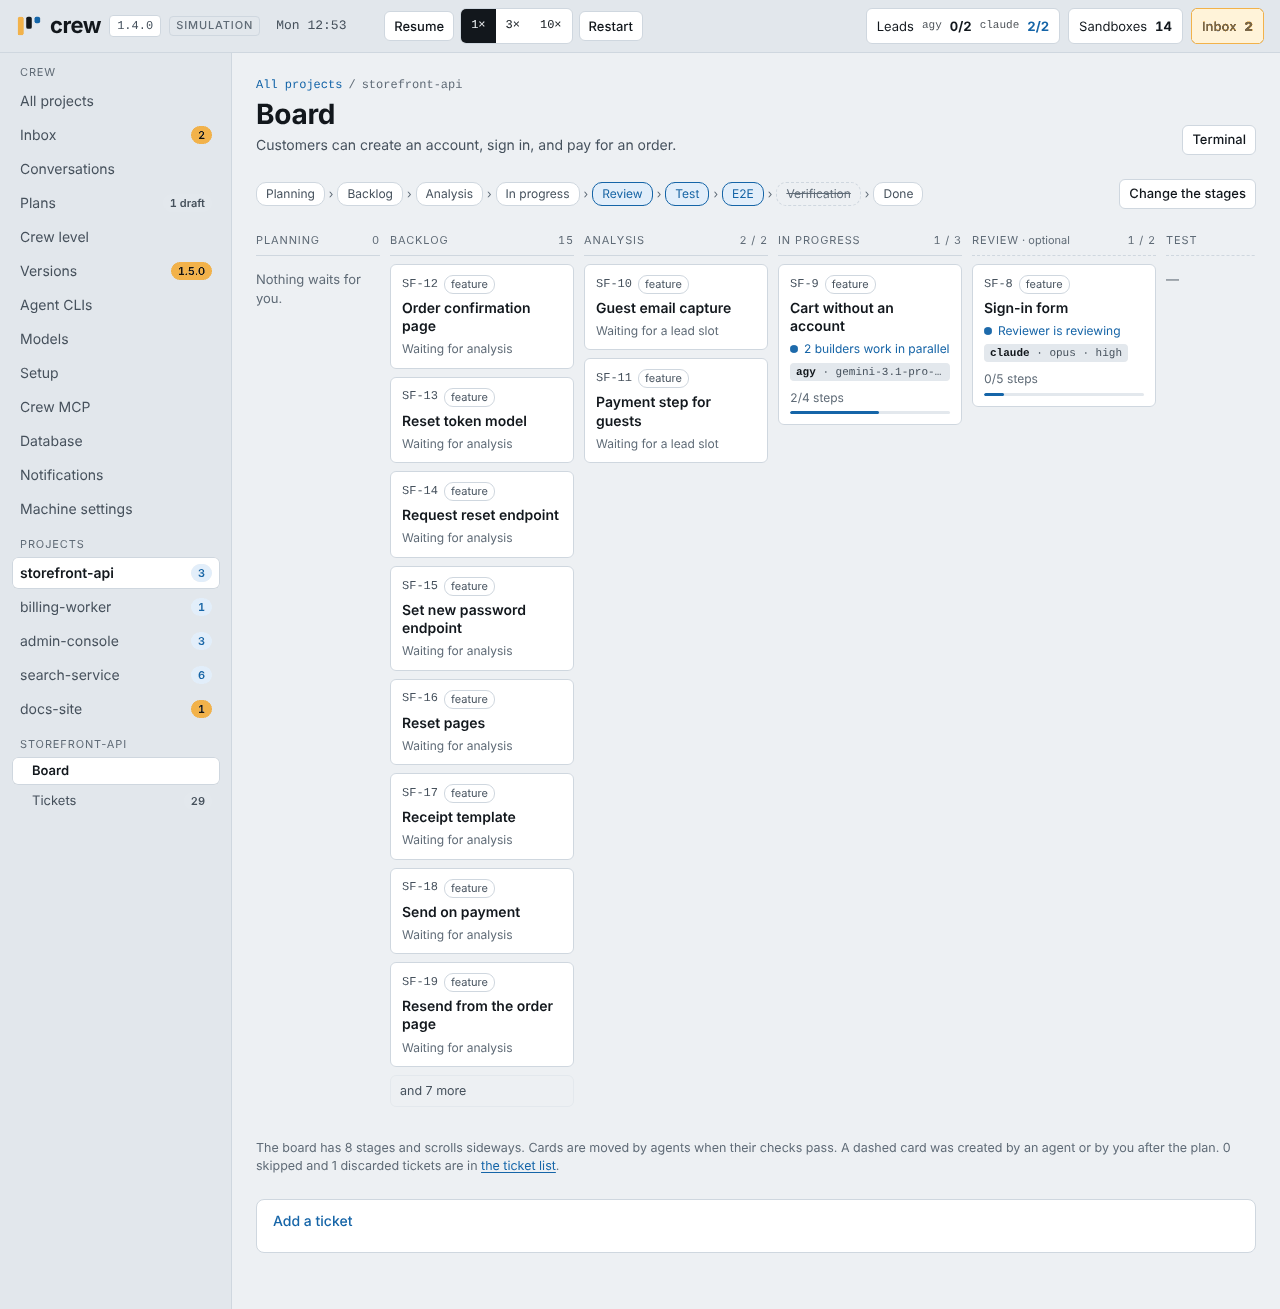 crew 1.4.0 SIMULATION Mon 12:53 Resume 1× 3× 10× Restart Leads agy 0/2 claude 2/2 Sandboxes 14 Inbox 2
CREW
All projects
Inbox 2
Conversations
Plans 1 draft
Crew level
Versions 1.5.0
Agent CLIs
Models
Setup
Crew MCP
Database
Notifications
Machine settings
PROJECTS
storefront-api 3
billing-worker 1
admin-console 3
search-service 6
docs-site 1
STOREFRONT-API
Board
Tickets 29
All projects / storefront-api
Board
Customers can create an account, sign in, and pay for an order.
Terminal
Planning › Backlog › Analysis › In progress › Review › Test › E2E › Verification › Done
Change the stages
PLANNING 0
Nothing waits for
you.
BACKLOG 15
SF-12 feature
Order confirmation
page
Waiting for analysis
SF-13 feature
Reset token model
Waiting for analysis
SF-14 feature
Request reset endpoint
Waiting for analysis
SF-15 feature
Set new password
endpoint
Waiting for analysis
SF-16 feature
Reset pages
Waiting for analysis
SF-17 feature
Receipt template
Waiting for analysis
SF-18 feature
Send on payment
Waiting for analysis
SF-19 feature
Resend from the order
page
Waiting for analysis
and 7 more
ANALYSIS 2 / 2
SF-10 feature
Guest email capture
Waiting for a lead slot
SF-11 feature
Payment step for
guests
Waiting for a lead slot
IN PROGRESS 1 / 3
SF-9 feature
Cart without an
account
2 builders work in parallel
agy · gemini-3.1-pro-…
2/4 steps
REVIEW · optional 1 / 2
SF-8 feature
Sign-in form
Reviewer is reviewing
claude · opus · high
0/5 steps
TEST
—
The board has 8 stages and scrolls sideways. Cards are moved by agents when their checks pass. A dashed card was created by an agent or by you after the plan. 0
skipped and 1 discarded tickets are in the ticket list.
Add a ticket